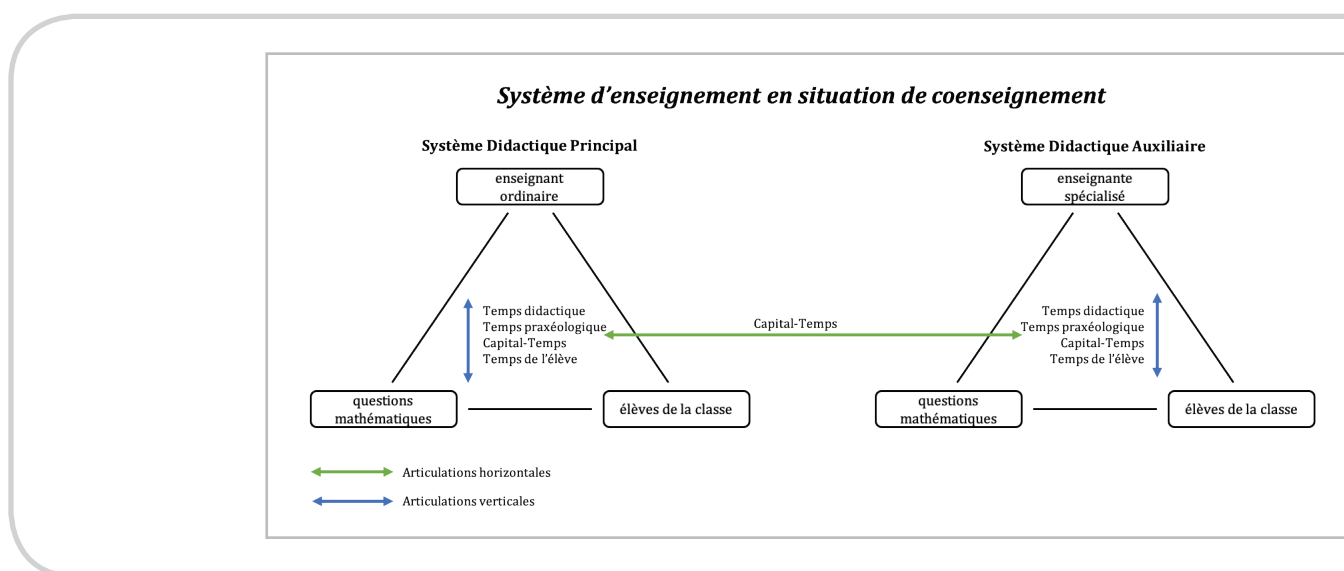 Système d’enseignement en situation de coenseignement
Système Didactique Principal
enseignant
ordinaire
Temps didactique
Temps praxéologique
Capital-Temps
Temps de l’élève
questions
mathématiques
élèves de la classe
Capital-Temps
Système Didactique Auxiliaire
enseignante
spécialisé
Temps didactique
Temps praxéologique
Capital-Temps
Temps de l’élève
questions
mathématiques
élèves de la classe
Articulations horizontales
Articulations verticales